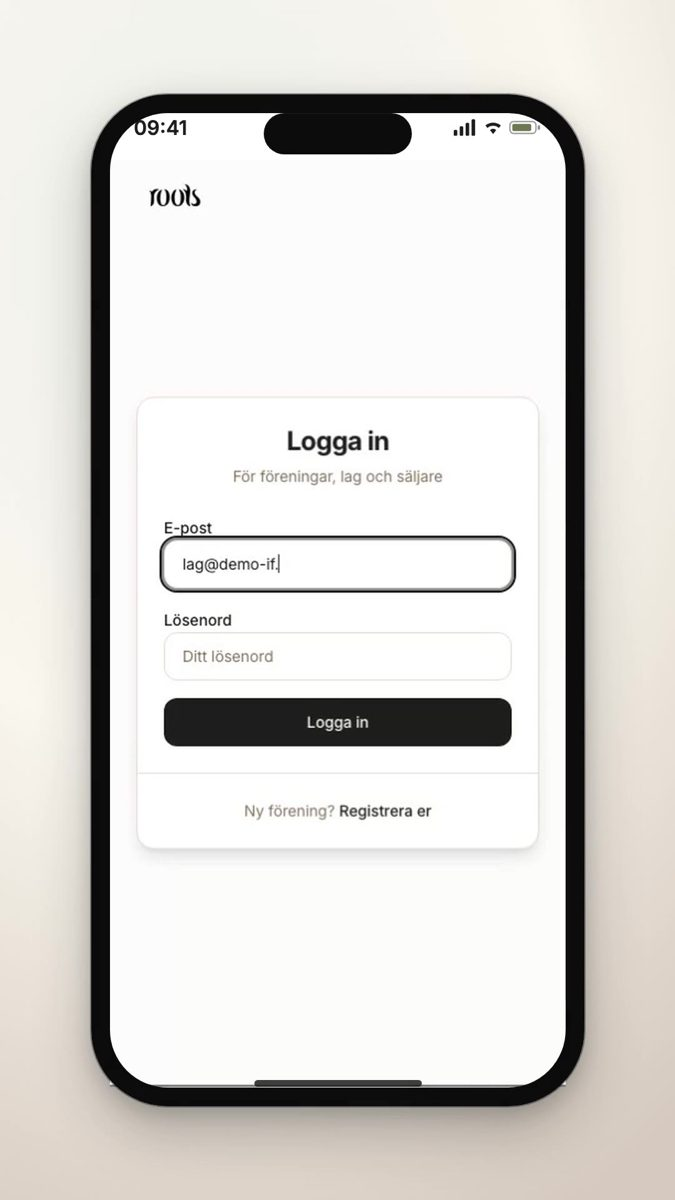 09:41
roots
Logga in
För föreningar, lag och säljare
E-post
lag@demo-if.
Lösenord
Ditt lösenord
Logga in
Ny förening? Registrera er